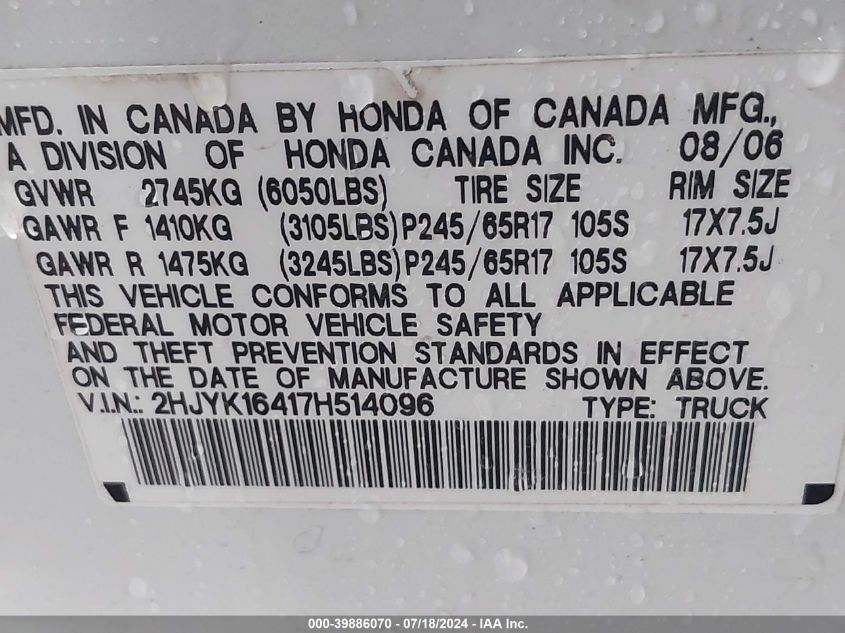 MFD. IN CANADA BY HONDA OF CANADA MFG.,
A DIVISION OF HONDA CANADA INC. 08/06
GVWR 2745KG (6050LBS) TIRE SIZE RIM SIZE
GAWR F 1410KG (3105LBS) P245/65R17 105S 17X7.5J
GAWR R 1475KG (3245LBS) P245/65R17 105S 17X7.5J
THIS VEHICLE CONFORMS TO ALL APPLICABLE
FEDERAL MOTOR VEHICLE SAFETY
AND THEFT PREVENTION STANDARDS IN EFFECT
ON THE DATE OF MANUFACTURE SHOWN ABOVE.
V.I.N.: 2HJYK16417H514096 TYPE: TRUCK
000-39886070 / 07/18/2024 - IAA Inc.